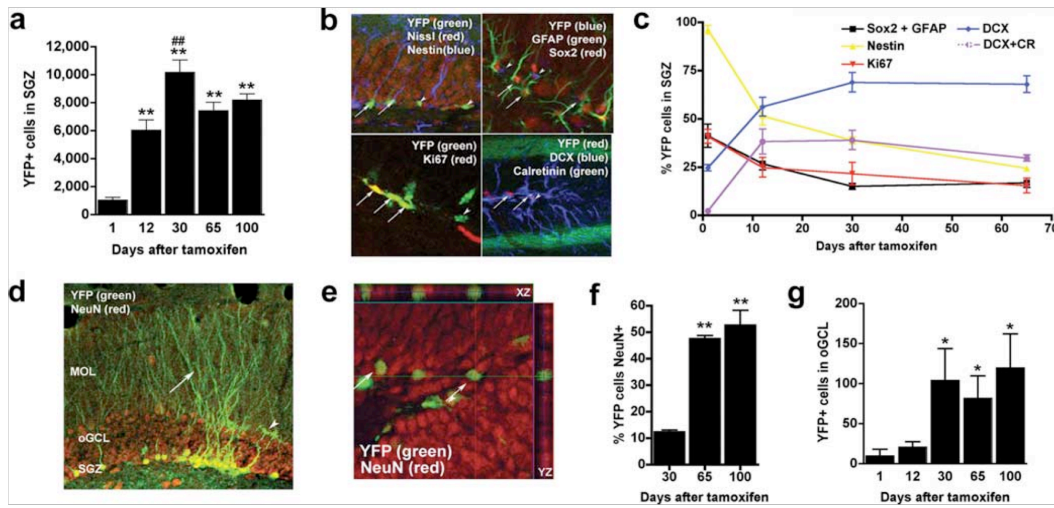 a
YFP+ cells in SGZ
12,000
10,000
8,000
6,000
4,000
2,000
0
**
##
**
**
**
1 12 30 65 100
Days after tamoxifen
b
YFP (green)
Nissl (red)
Nestin(blue)
YFP (blue)
GFAP (green)
Sox2 (red)
YFP (green)
Ki67 (red)
YFP (red)
DCX (blue)
Calretinin (green)
c
% YFP cells in SGZ
100
75
50
25
0
Sox2 + GFAP
Nestin
Ki67
DCX
DCX+CR
0 10 20 30 40 50 60 70
Days after tamoxifen
d
YFP (green)
NeuN (red)
MOL
oGCL
SGZ
e
XZ
YFP (green)
NeuN (red)
YZ
f
% YFP cells NeuN+
60
50
40
30
20
10
0
**
**
30 65 100
Days after tamoxifen
g
YFP+ cells in oGCL
200
150
100
50
0
*
*
*
1 12 30 65 100
Days after tamoxifen